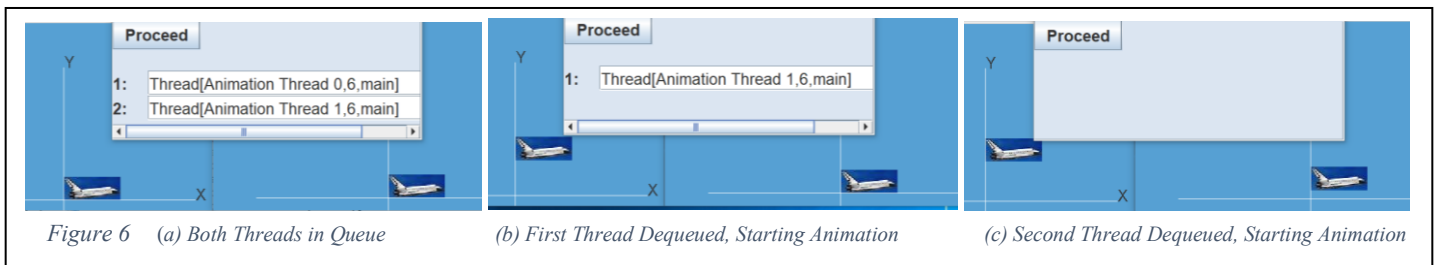 Proceed
Y
1: Thread[Animation Thread 0,6,main]
2: Thread[Animation Thread 1,6,main]
X
Proceed
Y
1: Thread[Animation Thread 1,6,main]
X
Proceed
Y
X
Figure 6 (a) Both Threads in Queue (b) First Thread Dequeued, Starting Animation (c) Second Thread Dequeued, Starting Animation